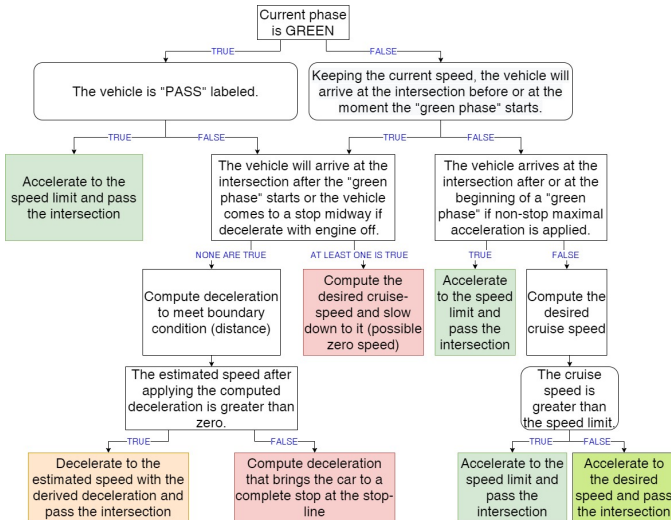 Current phase
is GREEN
TRUE
FALSE
The vehicle is "PASS" labeled.
Keeping the current speed, the vehicle will
arrive at the intersection before or at the
moment the "green phase" starts.
TRUE
FALSE
TRUE
FALSE
Accelerate to the
speed limit and pass
the intersection
The vehicle will arrive at the
intersection after the "green
phase" starts or the vehicle
comes to a stop midway if
decelerate with engine off.
The vehicle arrives at the
intersection after or at the
beginning of a "green
phase" if non-stop maximal
acceleration is applied.
NONE ARE TRUE
AT LEAST ONE IS TRUE
TRUE
FALSE
Compute deceleration
to meet boundary
condition (distance)
Compute the
desired cruise-
speed and slow
down to it (possible
zero speed)
Accelerate
to the speed
limit and
pass the
intersection
Compute the
desired
cruise speed
The estimated speed after
applying the computed
deceleration is greater than
zero.
The cruise
speed is
greater than
the speed limit.
TRUE
FALSE
TRUE
FALSE
Decelerate to the
estimated speed with the
derived deceleration and
pass the intersection
Compute deceleration
that brings the car to a
complete stop at the stop-
line
Accelerate to the
speed limit and
pass the
intersection
Accelerate to
the desired
speed and pass
the intersection